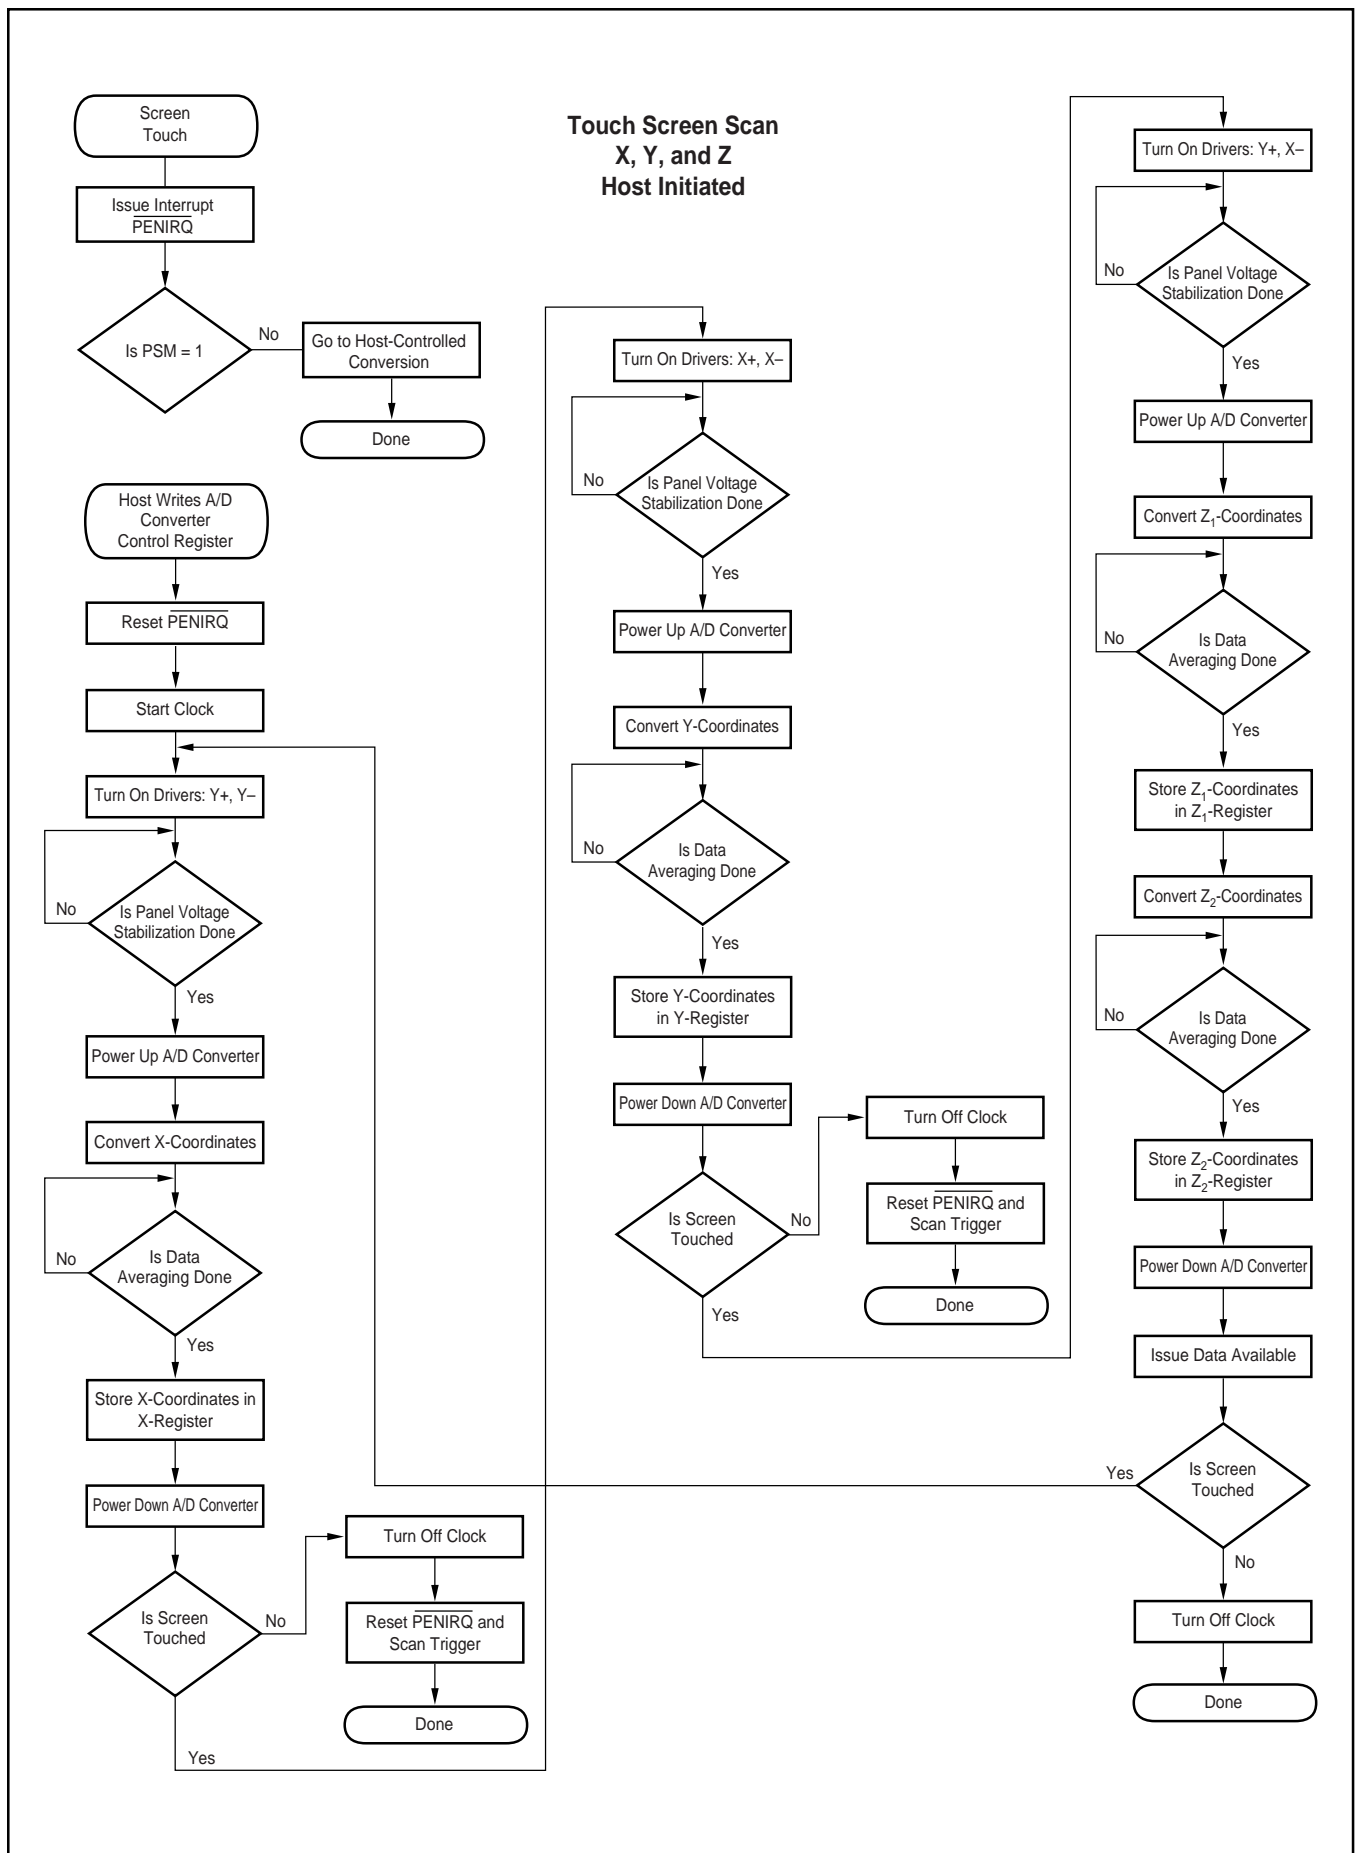 Touch Screen Scan
X, Y, and Z
Host Initiated
Screen
Touch
Issue Interrupt
PENIRQ
Is PSM = 1
No
Go to Host-Controlled
Conversion
Done
Host Writes A/D
Converter
Control Register
Reset PENIRQ
Start Clock
Turn On Drivers: Y+, Y–
Is Panel Voltage
Stabilization Done
No
Yes
Power Up A/D Converter
Convert X-Coordinates
Is Data
Averaging Done
No
Yes
Store X-Coordinates in
X-Register
Power Down A/D Converter
Is Screen
Touched
No
Turn Off Clock
Reset PENIRQ and
Scan Trigger
Done
Yes
Turn On Drivers: X+, X–
Is Panel Voltage
Stabilization Done
No
Yes
Power Up A/D Converter
Convert Y-Coordinates
Is Data
Averaging Done
No
Yes
Store Y-Coordinates
in Y-Register
Power Down A/D Converter
Is Screen
Touched
No
Turn Off Clock
Reset PENIRQ and
Scan Trigger
Done
Yes
Turn On Drivers: Y+, X–
Is Panel Voltage
Stabilization Done
No
Yes
Power Up A/D Converter
Convert Z1-Coordinates
Is Data
Averaging Done
No
Yes
Store Z1-Coordinates
in Z1-Register
Convert Z2-Coordinates
Is Data
Averaging Done
No
Yes
Store Z2-Coordinates
in Z2-Register
Power Down A/D Converter
Issue Data Available
Is Screen
Touched
Yes
No
Turn Off Clock
Done